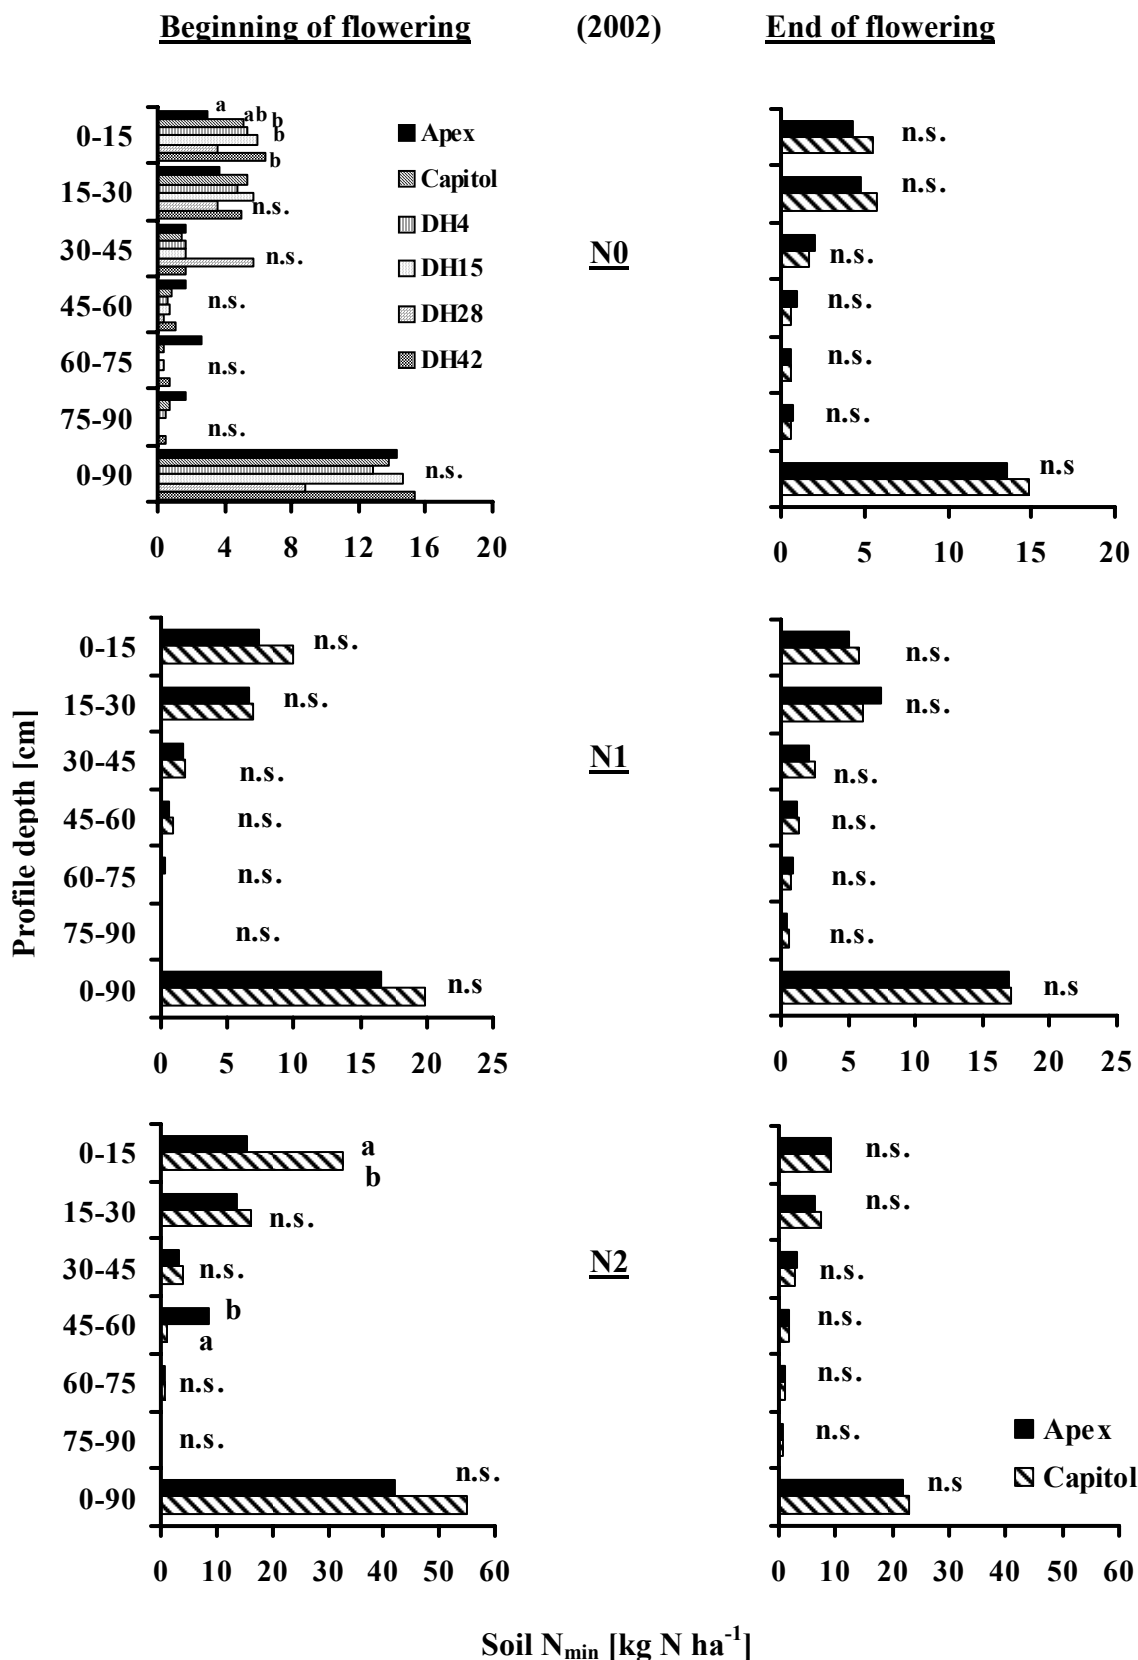 Beginning of flowering (2002) End of flowering
0-15 a ab b b b
15-30 n.s.
30-45 n.s.
45-60 n.s.
60-75 n.s.
75-90 n.s.
0-90 n.s.
0 4 8 12 16 20
Apex
Capitol
DH4
DH15
DH28
DH42
N0
n.s.
n.s.
n.s.
n.s.
n.s.
n.s.
n.s
0 5 10 15 20
Profile depth [cm]
0-15 n.s.
15-30 n.s.
30-45 n.s.
45-60 n.s.
60-75 n.s.
75-90 n.s.
0-90 n.s
0 5 10 15 20 25
N1
n.s.
n.s.
n.s.
n.s.
n.s.
n.s.
n.s
0 5 10 15 20 25
0-15 a b
15-30 n.s.
30-45 n.s.
45-60 b a
60-75 n.s.
75-90 n.s.
0-90 n.s.
0 10 20 30 40 50 60
N2
n.s.
n.s.
n.s.
n.s.
n.s.
n.s.
n.s
Apex
Capitol
0 10 20 30 40 50 60
Soil Nmin [kg N ha-1]